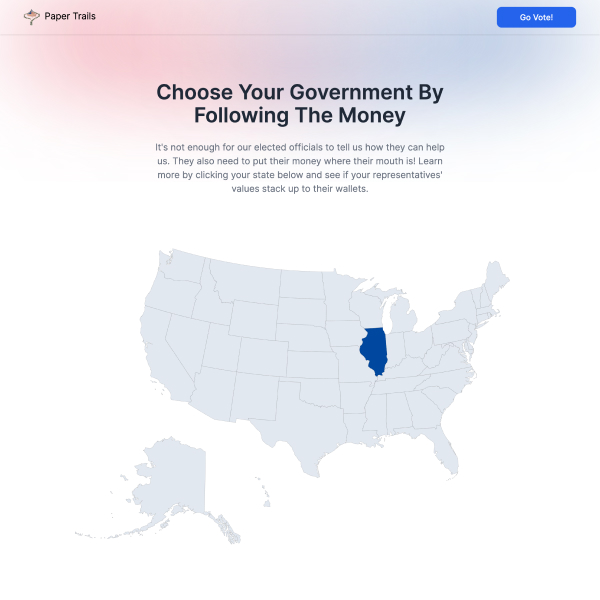 Paper Trails
Go Vote!
Choose Your Government By
Following The Money
It's not enough for our elected officials to tell us how they can help
us. They also need to put their money where their mouth is! Learn
more by clicking your state below and see if your representatives'
values stack up to their wallets.